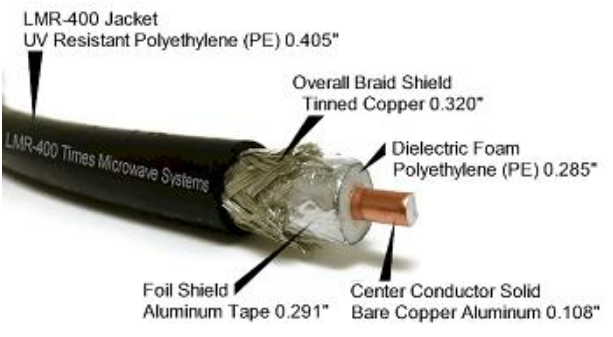 LMR-400 Jacket
UV Resistant Polyethylene (PE) 0.405"
Overall Braid Shield
Tinned Copper 0.320"
Dielectric Foam
Polyethylene (PE) 0.285"
LMR-400 Times Microwave Systems
Foil Shield
Aluminum Tape 0.291"
Center Conductor Solid
Bare Copper Aluminum 0.108"